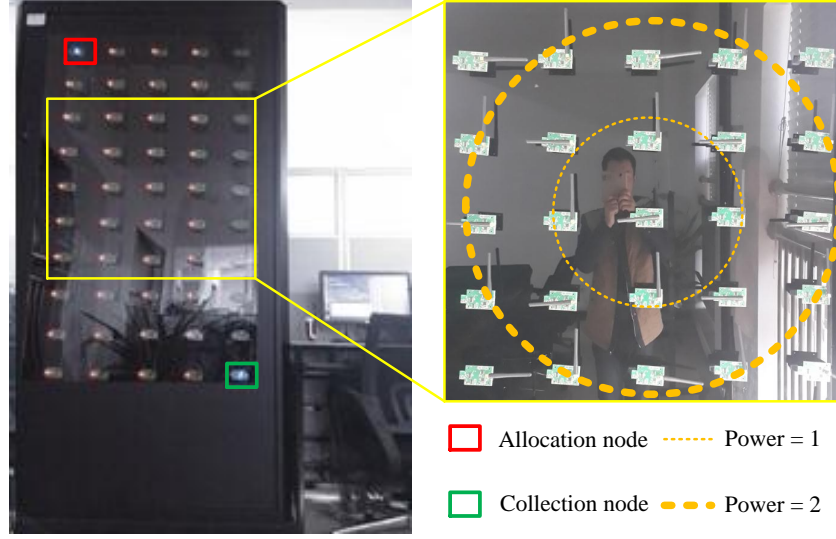 Allocation node
Power = 1
Collection node
Power = 2